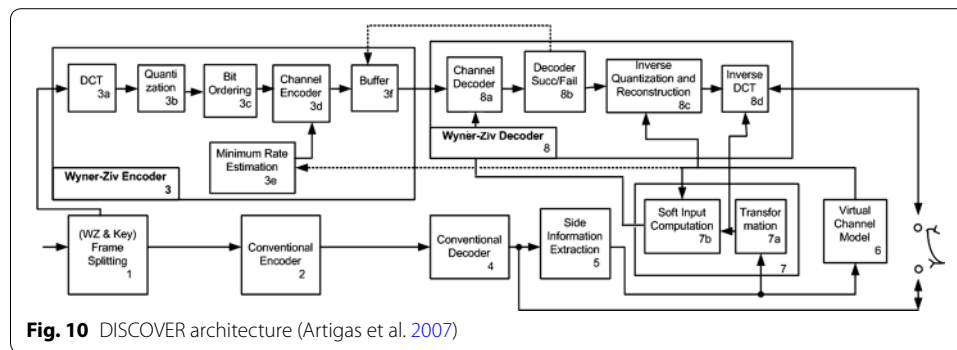 DCT
3a
Quanti-
zation
3b
Bit
Ordering
3c
Channel
Encoder
3d
Buffer
3f
Minimum Rate
Estimation
3e
Wyner-Ziv Encoder
3
Channel
Decoder
8a
Decoder
Succ/Fail
8b
Inverse
Quantization and
Reconstruction
8c
Inverse
DCT
8d
Wyner-Ziv Decoder
8
(WZ & Key)
Frame
Splitting
1
Conventional
Encoder
2
Conventional
Decoder
4
Side
Information
Extraction
5
Soft Input
Computation
7b
Transfor
mation
7a
7
Virtual
Channel
Model
6
Fig. 10 DISCOVER architecture (Artigas et al. 2007)